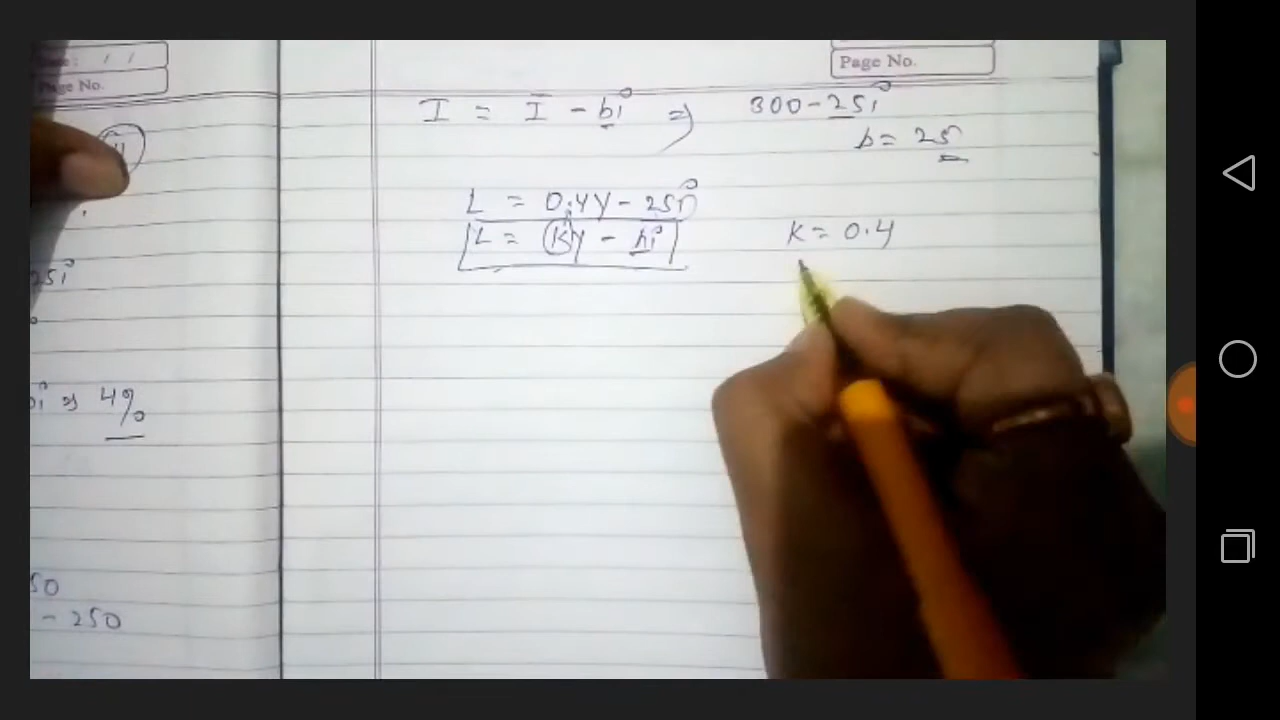 Page No.
Page No.
I = Ī - bi ⇒ 300 - 25i
b = 25
L = 0.4Y - 25i
L = kY - hi
K = 0.4
25i
i is 4%
50
- 250